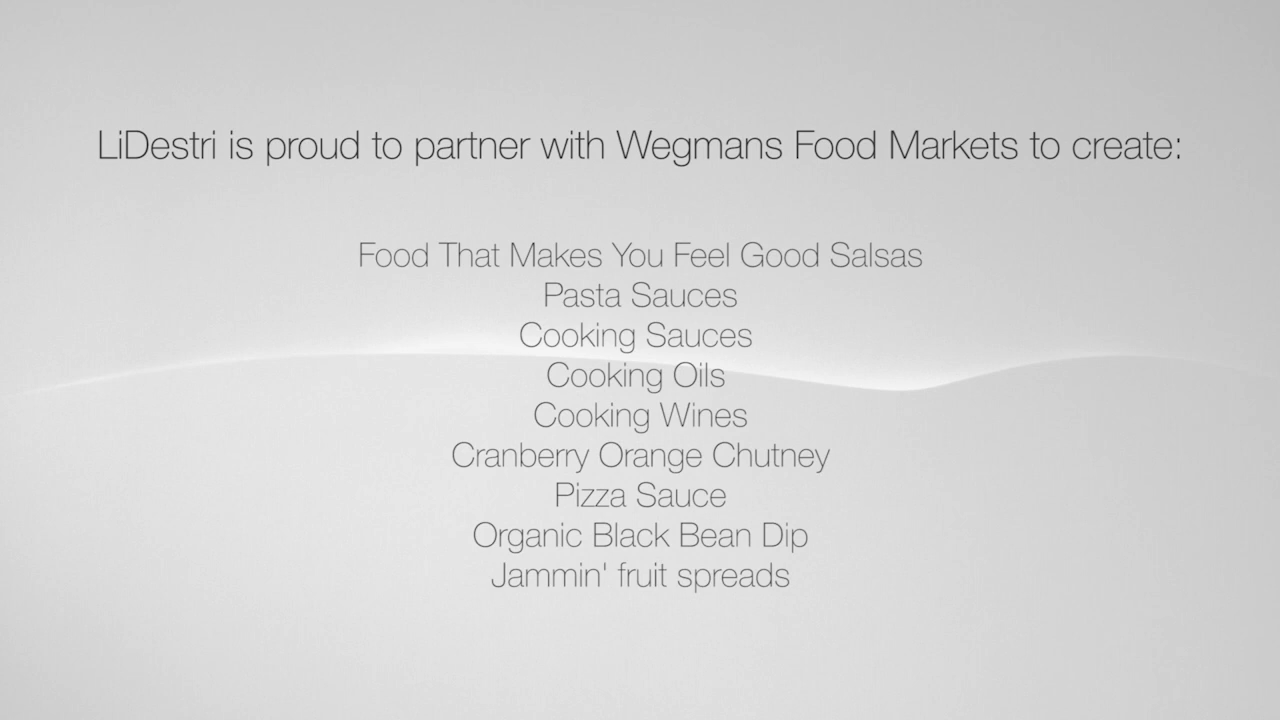 LiDestri is proud to partner with Wegmans Food Markets to create:
Food That Makes You Feel Good Salsas
Pasta Sauces
Cooking Sauces
Cooking Oils
Cooking Wines
Cranberry Orange Chutney
Pizza Sauce
Organic Black Bean Dip
Jammin' fruit spreads